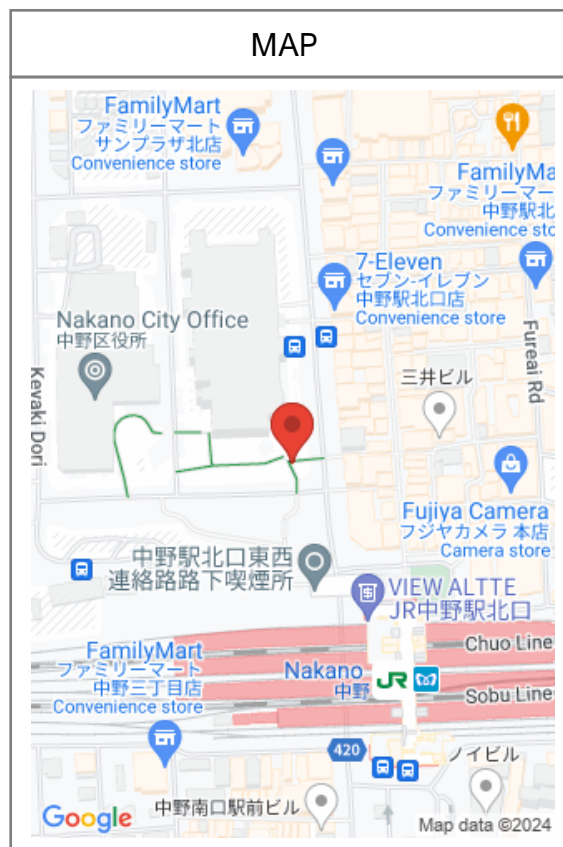 MAP
FamilyMart
ファミリーマート
サンプラザ北店
Convenience store
FamilyMa
ファミリーマー
中野駅北
Convenience sto
7-Eleven
セブン-イレブン
中野駅北口店
Convenience store
Nakano City Office
中野区役所
Kevaki Dori
Fureai Rd
三井ビル
Fujiya Camera
フジヤカメラ 本店
Camera store
中野駅北口東西
連絡路路下喫煙所
VIEW ALTTE
JR中野駅北口
Chuo Line
FamilyMart
ファミリーマート
中野三丁目店
Convenience store
Nakano
中野
JR
Sobu Line
420
ノイビル
中野南口駅前ビル
Google
Map data ©2024